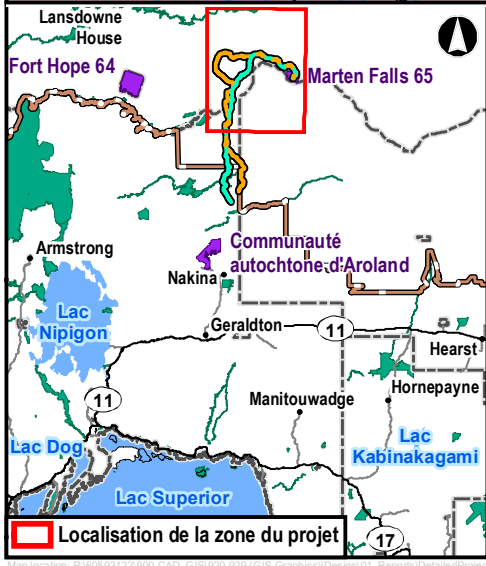 Lansdowne
House
Fort Hope 64
Marten Falls 65
Communauté
autochtone d'Aroland
Armstrong
Nakina
Lac
Nipigon
Geraldton
11
Hearst
11
Manitouwadge
Hornepayne
Lac Dog
Lac
Kabinakagami
Lac Superior
17
Localisation de la zone du projet